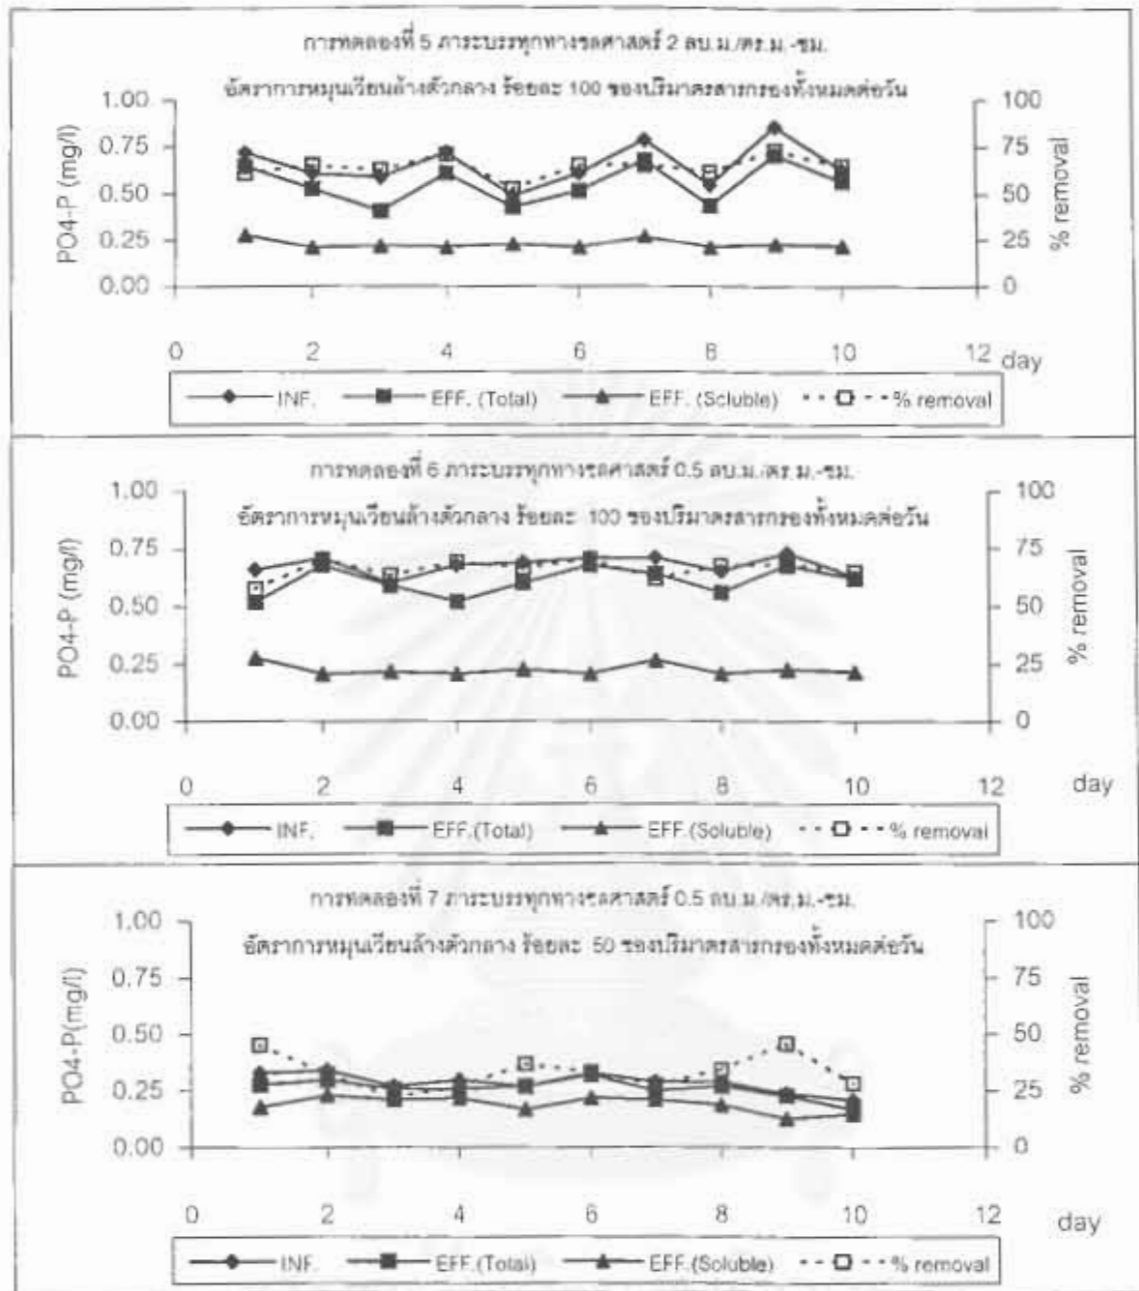 การทดลองที่ 5 ภาระบรรทุกทางชลศาสตร์ 2 ลบ.ม./ตร.ม.-ชม.
อัตราการหมุนเวียนล้างตัวกลาง ร้อยละ 100 ของปริมาตรสารกรองทั้งหมดต่อวัน
PO4-P (mg/l)
1.00
0.75
0.50
0.25
0.00
100
75
50
25
0
% removal
0 2 4 6 8 10 12 day
INF. EFF. (Total) EFF. (Scluble) % removal
การทดลองที่ 6 ภาระบรรทุกทางชลศาสตร์ 0.5 ลบ.ม./ตร.ม.-ชม.
อัตราการหมุนเวียนล้างตัวกลาง ร้อยละ 100 ของปริมาตรสารกรองทั้งหมดต่อวัน
PO4-P (mg/l)
1.00
0.75
0.50
0.25
0.00
100
75
50
25
0
% removal
0 2 4 6 8 10 12 day
INF. EFF.(Total) EFF.(Soluble) % removal
การทดลองที่ 7 ภาระบรรทุกทางชลศาสตร์ 0.5 ลบ.ม./ตร.ม.-ชม.
อัตราการหมุนเวียนล้างตัวกลาง ร้อยละ 50 ของปริมาตรสารกรองทั้งหมดต่อวัน
PO4-P(mg/l)
1.00
0.75
0.50
0.25
0.00
100
75
50
25
0
% removal
0 2 4 6 8 10 12 day
INF. EFF.(Total) EFF.(Soluble) % removal